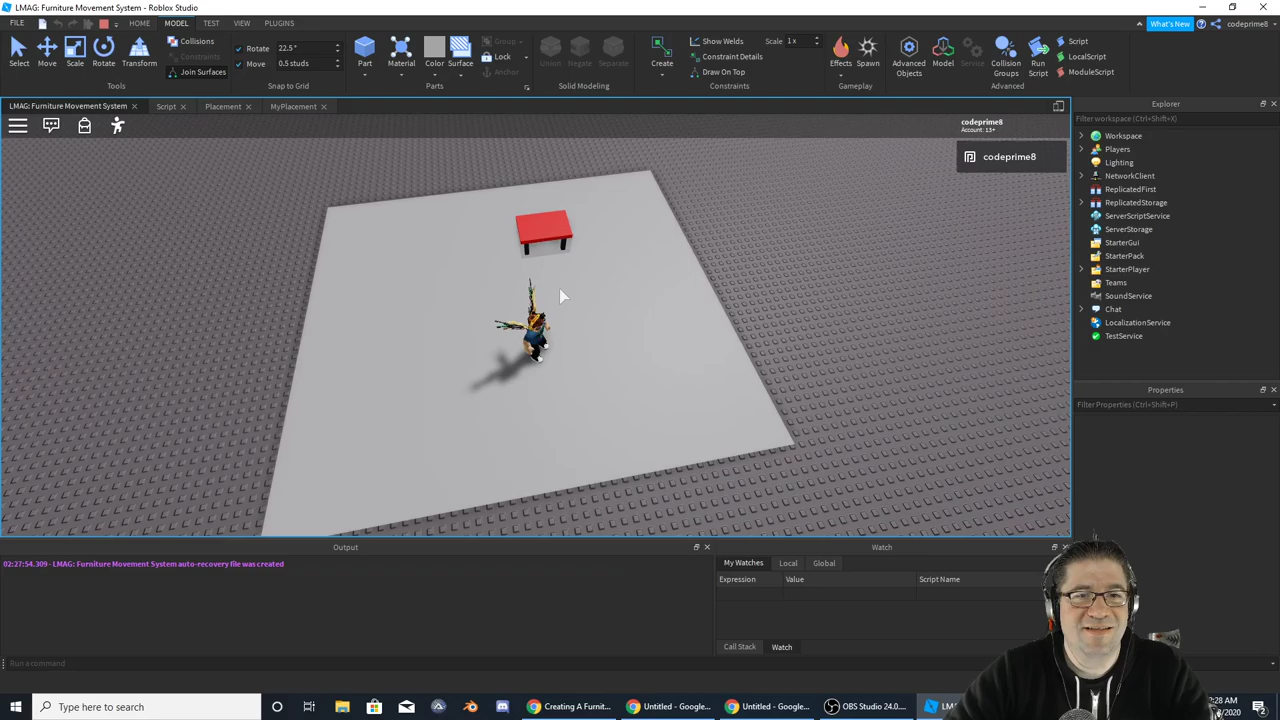 LMAG: Furniture Movement System - Roblox Studio
FILE HOME MODEL TEST VIEW PLUGINS What's New codeprime8
Select Move Scale Rotate Transform
Collisions
Constraints
Join Surfaces
Tools
Rotate 22.5 °
Move 0.5 studs
Snap to Grid
Part Material Color Surface
Group
Lock
Anchor
Parts
Union Negate Separate
Solid Modeling
Create
Show Welds
Constraint Details
Draw On Top
Scale 1 x
Constraints
Effects Spawn
Gameplay
Advanced Objects
Model
Service
Collision Groups
Run Script
Script
LocalScript
ModuleScript
Advanced
LMAG: Furniture Movement System Script Placement MyPlacement
codeprime8
Account: 13+
codeprime8
Explorer
Filter workspace (Ctrl+Shift+X)
Workspace
Players
Lighting
NetworkClient
ReplicatedFirst
ReplicatedStorage
ServerScriptService
ServerStorage
StarterGui
StarterPack
StarterPlayer
Teams
SoundService
Chat
LocalizationService
TestService
Properties
Filter Properties (Ctrl+Shift+P)
Output
02:27:54.309 - LMAG: Furniture Movement System auto-recovery file was created
Watch
My Watches Local Global
Expression Value Script Name
Call Stack Watch
Run a command
Type here to search
Creating A Furnit... Untitled - Google... Untitled - Google... OBS Studio 24.0....